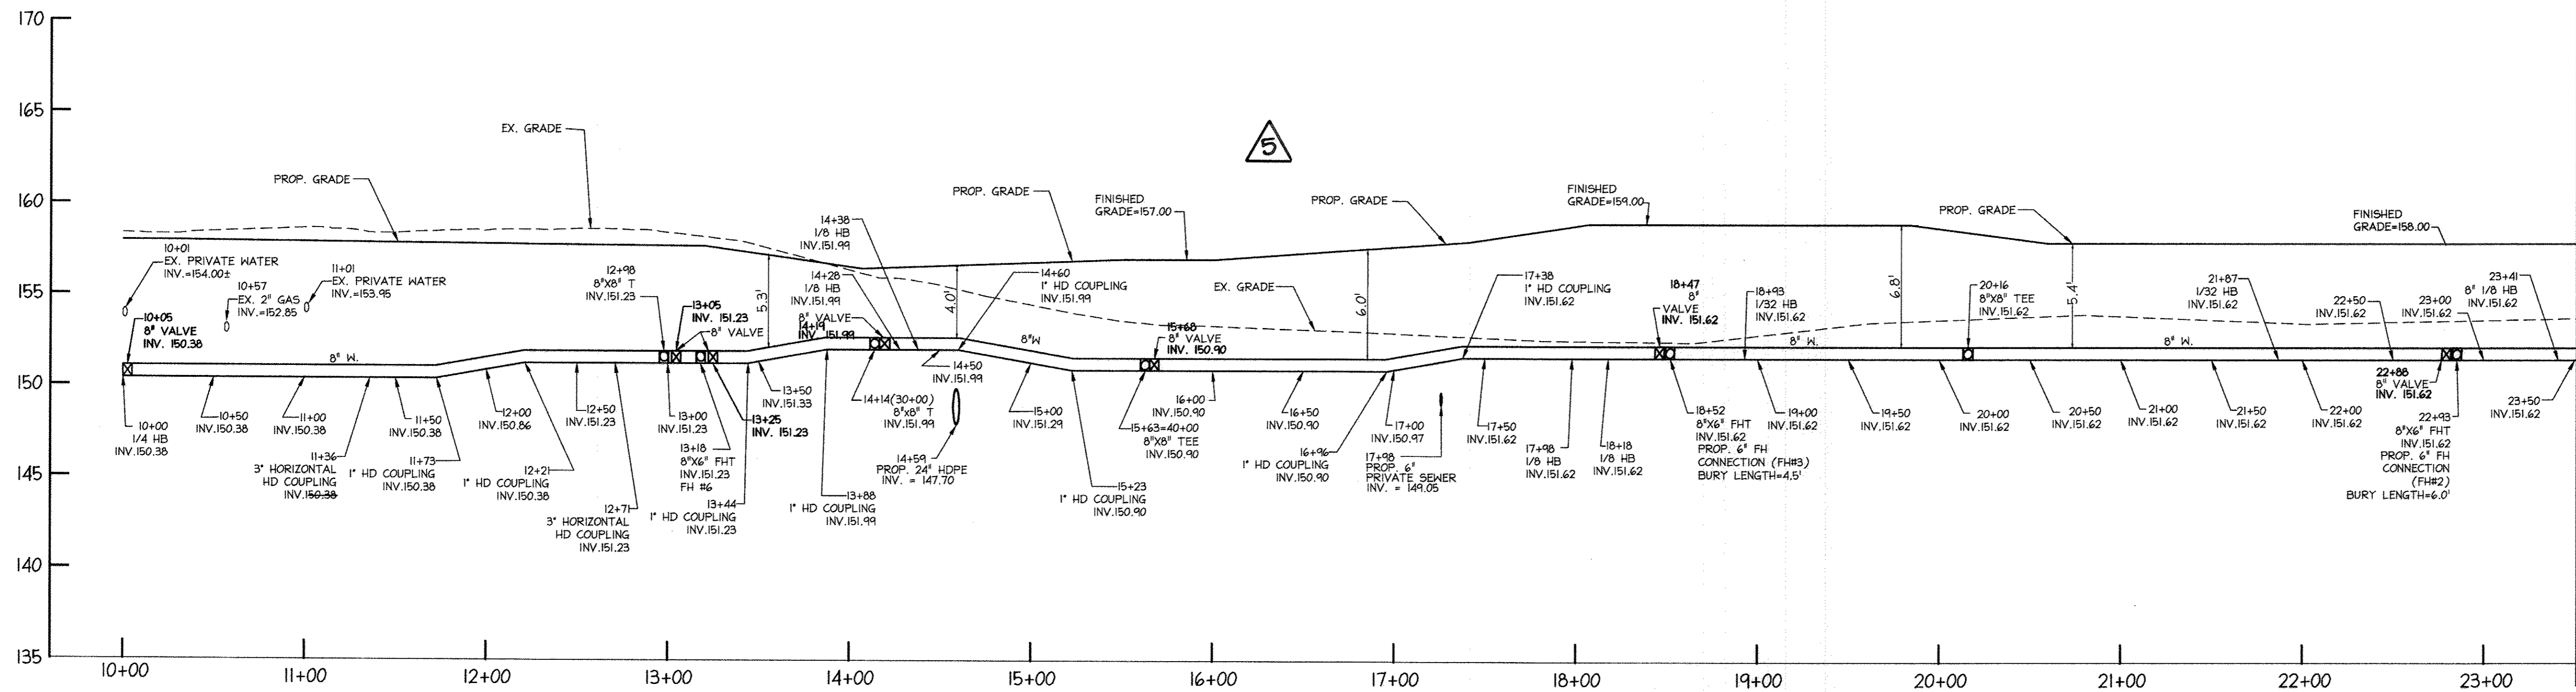 170
165
160
155
150
145
140
135
10+00
11+00
12+00
13+00
14+00
15+00
16+00
17+00
18+00
19+00
20+00
21+00
22+00
23+00
5
EX. GRADE
PROP. GRADE
PROP. GRADE
FINISHED
GRADE=157.00
PROP. GRADE
FINISHED
GRADE=159.00
PROP. GRADE
FINISHED
GRADE=158.00
EX. GRADE
10+01
EX. PRIVATE WATER
INV.=154.00±
10+57
EX. 2" GAS
INV.=152.85
11+01
EX. PRIVATE WATER
INV.=153.95
10+05
8" VALVE
INV. 150.38
8" W.
12+98
8"X8" T
INV.151.23
13+05
INV. 151.23
8" VALVE
5.3'
14+38
1/8 HB
INV.151.99
14+28
1/8 HB
INV.151.99
8" VALVE
14+19
INV. 151.99
4.0'
14+60
1° HD COUPLING
INV.151.99
8"W
15+68
8" VALVE
INV. 150.90
6.0'
17+38
1° HD COUPLING
INV.151.62
18+47
8"
VALVE
INV. 151.62
18+93
1/32 HB
INV.151.62
8" W.
6.8'
20+16
8"X8" TEE
INV.151.62
5.4'
8" W.
21+87
1/32 HB
INV.151.62
22+50
INV.151.62
23+00
INV.151.62
23+41
8" 1/8 HB
INV.151.62
10+00
1/4 HB
INV.150.38
10+50
INV.150.38
11+00
INV.150.38
11+36
3° HORIZONTAL
HD COUPLING
INV.150.38
11+50
INV.150.38
11+73
1° HD COUPLING
INV.150.38
12+00
INV.150.86
12+21
1° HD COUPLING
INV.150.38
12+50
INV.151.23
12+71
3° HORIZONTAL
HD COUPLING
INV.151.23
13+00
INV.151.23
13+18
8"X6" FHT
INV.151.23
FH #6
13+25
INV. 151.23
13+44
1° HD COUPLING
INV.151.23
13+50
INV.151.33
13+88
1° HD COUPLING
INV.151.99
14+14(30+00)
8"X8" T
INV.151.99
14+50
INV.151.99
14+59
PROP. 24" HDPE
INV. = 147.70
15+00
INV.151.29
15+23
1° HD COUPLING
INV.150.90
15+63=40+00
8"X8" TEE
INV.150.90
16+00
INV.150.90
16+50
INV.150.90
16+96
1° HD COUPLING
INV.150.90
17+00
INV.150.97
17+98
PROP. 6"
PRIVATE SEWER
INV. = 149.05
17+50
INV.151.62
17+98
1/8 HB
INV.151.62
18+18
1/8 HB
INV.151.62
18+52
8"X6" FHT
INV.151.62
PROP. 6" FH
CONNECTION (FH#3)
BURY LENGTH=4.5'
19+00
INV.151.62
19+50
INV.151.62
20+00
INV.151.62
20+50
INV.151.62
21+00
INV.151.62
21+50
INV.151.62
22+00
INV.151.62
22+88
8" VALVE
INV. 151.62
22+93
8"X6" FHT
INV.151.62
PROP. 6" FH
CONNECTION
(FH#2)
BURY LENGTH=6.0'
23+50
INV.151.62